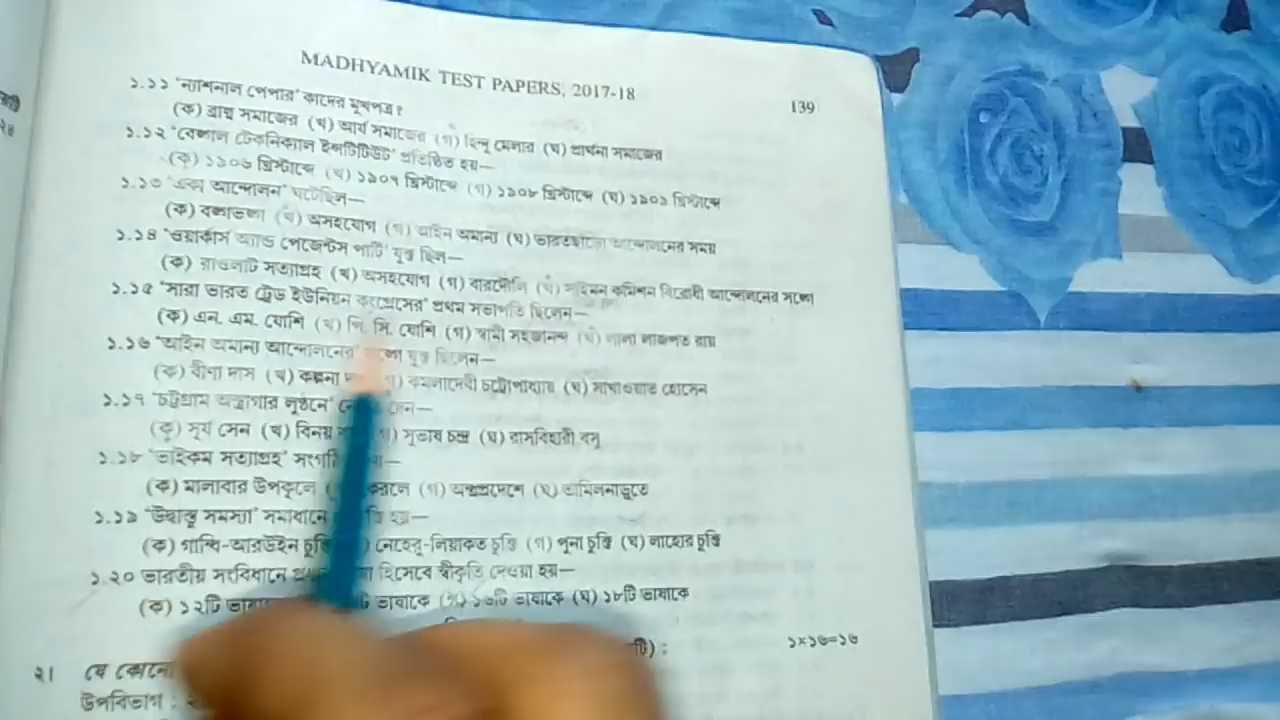 MADHYAMIK TEST PAPERS, 2017-18
139
১.১১ 'ন্যাশনাল পেপার' কাদের মুখপত্র?
(ক) ব্রাহ্ম সমাজের (খ) আর্য সমাজের (গ) হিন্দু মেলার (ঘ) প্রার্থনা সমাজের
১.১২ 'বেঙ্গল টেকনিক্যাল ইন্সটিটিউট' প্রতিষ্ঠিত হয়—
(ক) ১৯০৬ খ্রিস্টাব্দে (খ) ১৯০৭ খ্রিস্টাব্দে (গ) ১৯০৮ খ্রিস্টাব্দে (ঘ) ১৯০৯ খ্রিস্টাব্দে
১.১৩ 'একা আন্দোলন' ঘটেছিল—
(ক) বঙ্গভঙ্গ (খ) অসহযোগ (গ) আইন অমান্য (ঘ) ভারতছাড়ো আন্দোলনের সময়
১.১৪ 'ওয়ার্কার্স অ্যান্ড পেজেন্টস পার্টি' যুক্ত ছিল—
(ক) রাওলাট সত্যাগ্রহ (খ) অসহযোগ (গ) বারদৌলি (ঘ) সাইমন কমিশন বিরোধী আন্দোলনের সঙ্গে
১.১৫ 'সারা ভারত ট্রেড ইউনিয়ন কংগ্রেসের' প্রথম সভাপতি ছিলেন—
(ক) এন. এম. যোশি (খ) পি. সি. যোশি (গ) স্বামী সহজানন্দ (ঘ) লালা লাজপত রায়
১.১৬ 'আইন অমান্য আন্দোলনের' যুক্ত ছিলেন—
(ক) বীণা দাস (খ) কল্পনা কমলাদেবী চট্টোপাধ্যায় (ঘ) সাখাওয়াত হোসেন
১.১৭ 'চট্টগ্রাম অস্ত্রাগার লুণ্ঠনে'
(ক) সূর্য সেন (খ) বিনয় সুভাষ চন্দ্র (ঘ) রাসবিহারী বসু
১.১৮ 'ভাইকম সত্যাগ্রহ'
(ক) মালাবার উপকূলে (গ) অন্ধ্রপ্রদেশে (ঘ) তামিলনাড়ুতে
১.১৯ 'উদ্বাস্তু সমস্যা' সমাধানে হয়—
(ক) গান্ধি-আরউইন নেহেরু-লিয়াকত চুক্তি (গ) পুনা চুক্তি (ঘ) লাহোর চুক্তি
১.২০ ভারতীয় সংবিধানে হিসেবে স্বীকৃতি দেওয়া হয়—
(ক) ১২টি ভাষাকে (গ) ১৬টি ভাষাকে (ঘ) ১৮টি ভাষাকে
১×১৬=১৬
২। যে কোনো
উপবিভাগ :